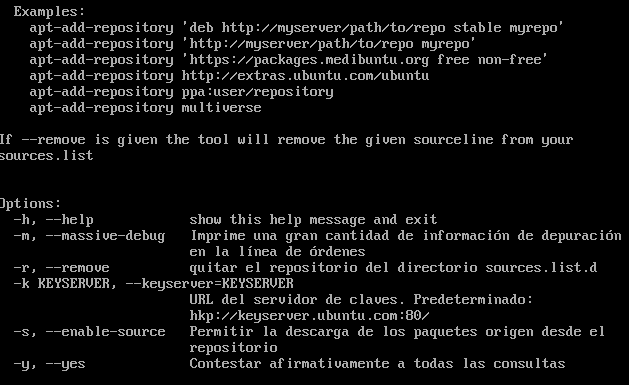 Examples:
apt-add-repository 'deb http://myserver/path/to/repo stable myrepo'
apt-add-repository 'http://myserver/path/to/repo myrepo'
apt-add-repository 'https://packages.medibuntu.org free non-free'
apt-add-repository http://extras.ubuntu.com/ubuntu
apt-add-repository ppa:user/repository
apt-add-repository multiverse
If --remove is given the tool will remove the given sourceline from your
sources.list
Options:
-h, --help show this help message and exit
-m, --massive-debug Imprime una gran cantidad de información de depuración
en la línea de órdenes
-r, --remove quitar el repositorio del directorio sources.list.d
-k KEYSERVER, --keyserver=KEYSERVER
URL del servidor de claves. Predeterminado:
hkp://keyserver.ubuntu.com:80/
-s, --enable-source Permitir la descarga de los paquetes origen desde el
repositorio
-y, --yes Contestar afirmativamente a todas las consultas